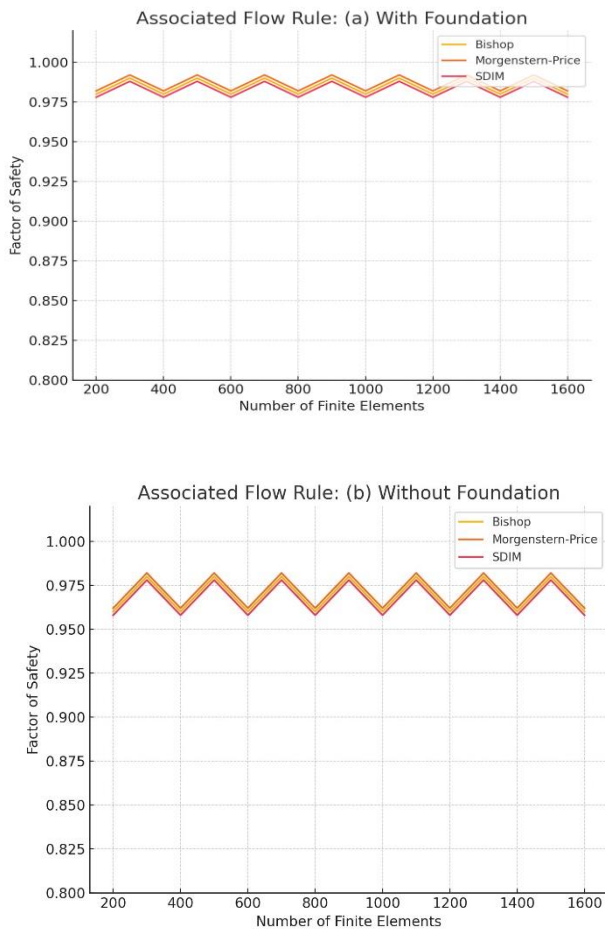 Associated Flow Rule: (a) With Foundation
Bishop
Morgenstern-Price
SDIM
1.000
0.975
0.950
0.925
0.900
0.875
0.850
0.825
0.800
Factor of Safety
200 400 600 800 1000 1200 1400 1600
Number of Finite Elements
Associated Flow Rule: (b) Without Foundation
Bishop
Morgenstern-Price
SDIM
1.000
0.975
0.950
0.925
0.900
0.875
0.850
0.825
0.800
Factor of Safety
200 400 600 800 1000 1200 1400 1600
Number of Finite Elements